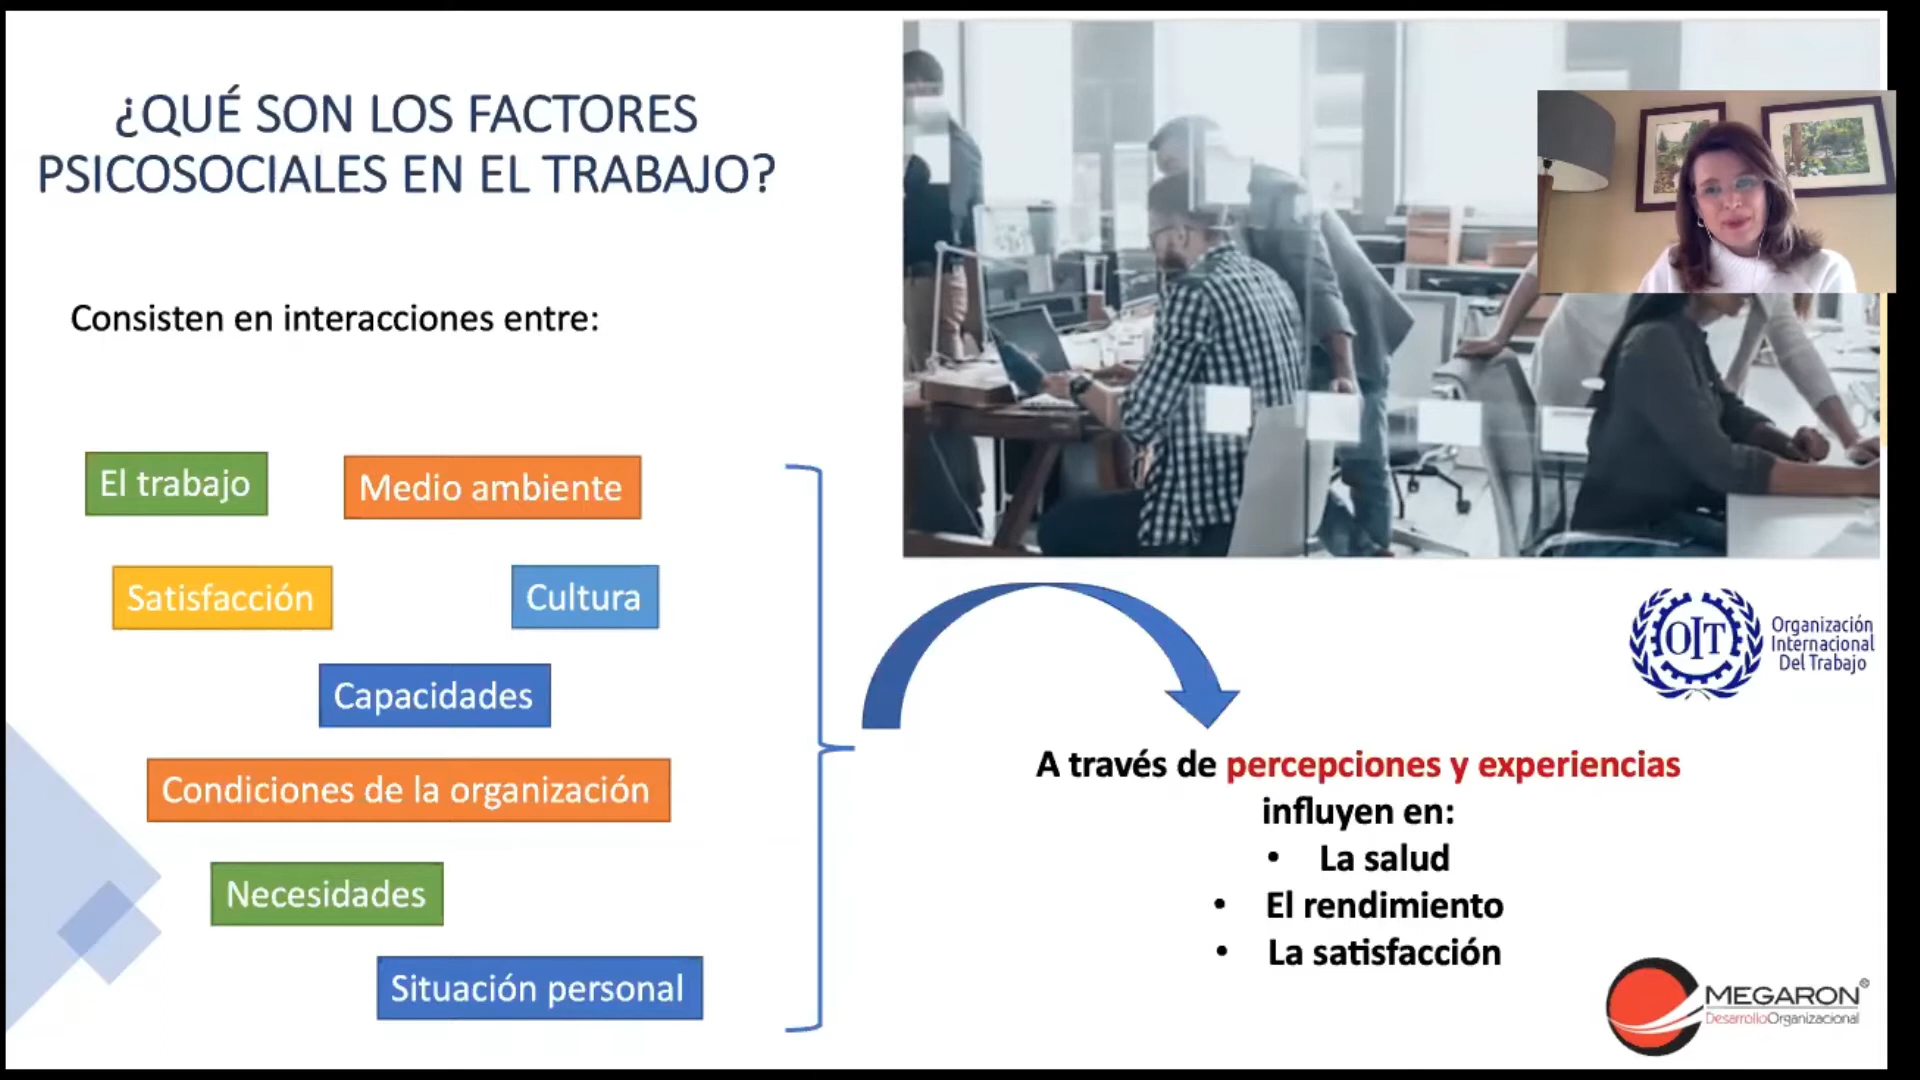 ¿QUÉ SON LOS FACTORES
PSICOSOCIALES EN EL TRABAJO?
Consisten en interacciones entre:
El trabajo
Medio ambiente
Satisfacción
Cultura
Capacidades
Condiciones de la organización
Necesidades
Situación personal
OIT
Organización
Internacional
Del Trabajo
A través de percepciones y experiencias
influyen en:
• La salud
• El rendimiento
• La satisfacción
MEGARON®
DesarrolloOrganizacional